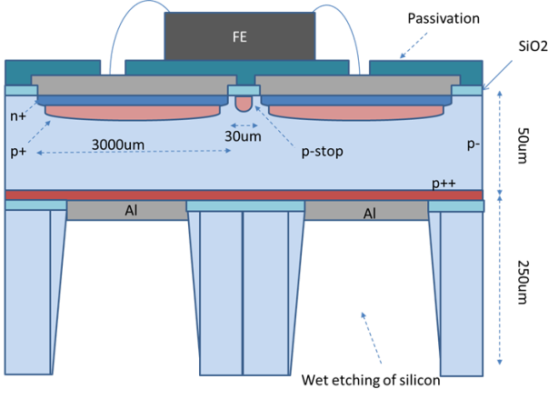 FE
Passivation
SiO2
n+
p+
3000um
30um
p-stop
p-
50um
p++
Al
Al
250um
Wet etching of silicon